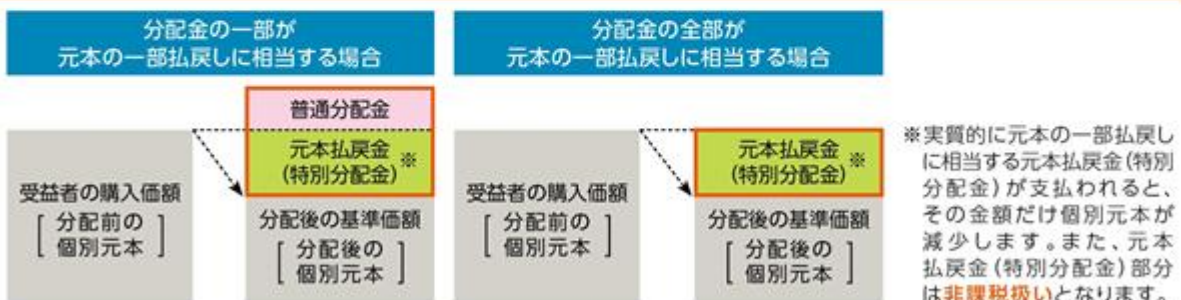 分配金の一部が
元本の一部払戻しに相当する場合
受益者の購入価額
[ 分配前の
個別元本 ]
普通分配金
元本払戻金
(特別分配金)※
分配後の基準価額
[ 分配後の
個別元本 ]
分配金の全部が
元本の一部払戻しに相当する場合
受益者の購入価額
[ 分配前の
個別元本 ]
元本払戻金
(特別分配金)※
分配後の基準価額
[ 分配後の
個別元本 ]
※実質的に元本の一部払戻し
に相当する元本払戻金(特別
分配金)が支払われると、
その金額だけ個別元本が
減少します。また、元本
払戻金(特別分配金)部分
は非課税扱いとなります。